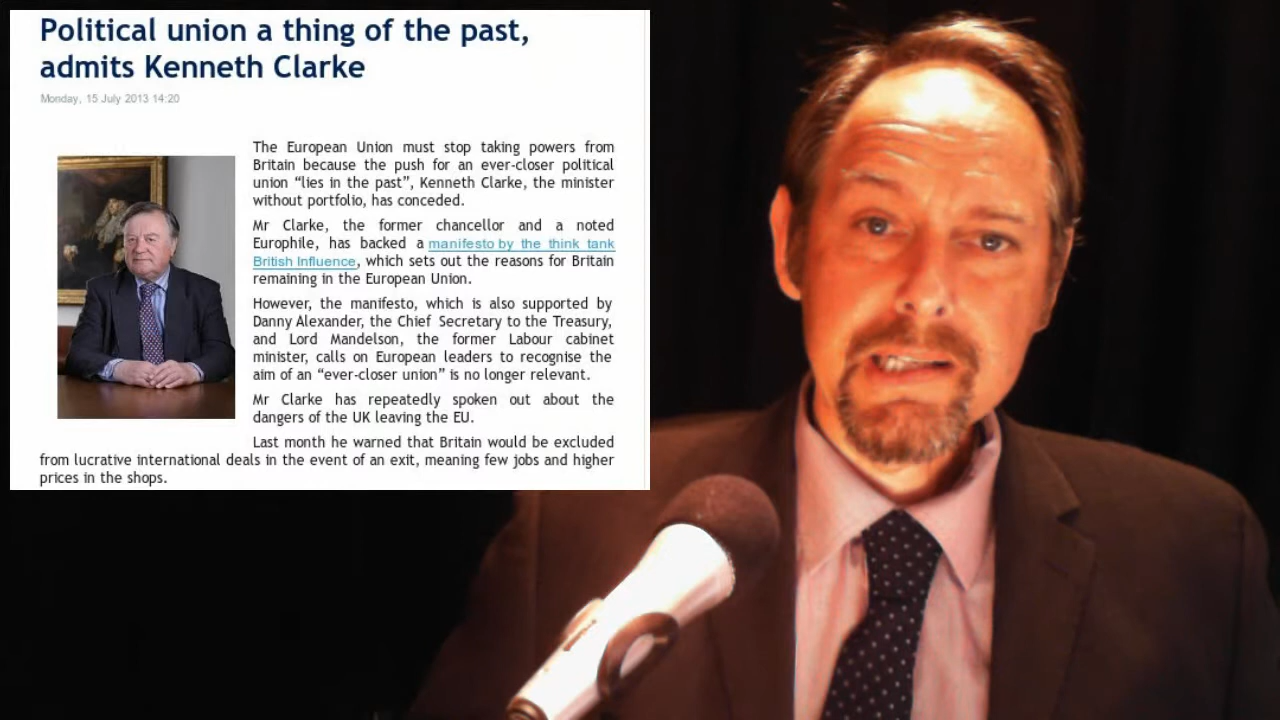 Political union a thing of the past,
admits Kenneth Clarke
Monday, 15 July 2013 14:20
The European Union must stop taking powers from
Britain because the push for an ever-closer political
union “lies in the past”, Kenneth Clarke, the minister
without portfolio, has conceded.
Mr Clarke, the former chancellor and a noted
Europhile, has backed a manifesto by the think tank
British Influence, which sets out the reasons for Britain
remaining in the European Union.
However, the manifesto, which is also supported by
Danny Alexander, the Chief Secretary to the Treasury,
and Lord Mandelson, the former Labour cabinet
minister, calls on European leaders to recognise the
aim of an “ever-closer union” is no longer relevant.
Mr Clarke has repeatedly spoken out about the
dangers of the UK leaving the EU.
Last month he warned that Britain would be excluded
from lucrative international deals in the event of an exit, meaning few jobs and higher
prices in the shops.